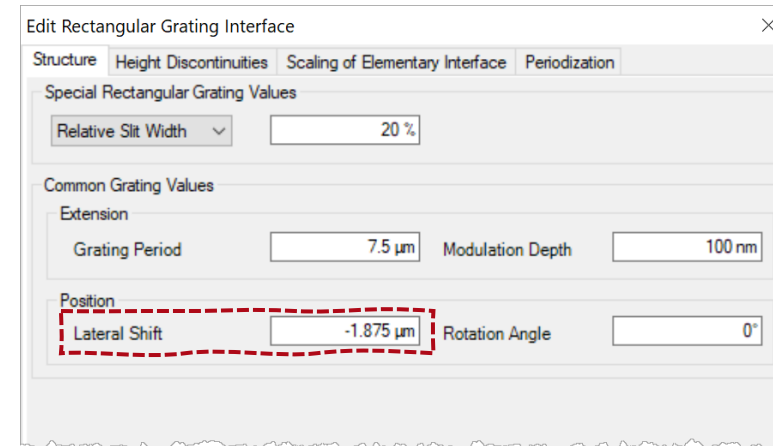 Edit Rectangular Grating Interface
Structure Height Discontinuities Scaling of Elementary Interface Periodization
Special Rectangular Grating Values
Relative Slit Width 20 %
Common Grating Values
Extension
Grating Period 7.5 µm Modulation Depth 100 nm
Position
Lateral Shift -1.875 µm Rotation Angle 0°